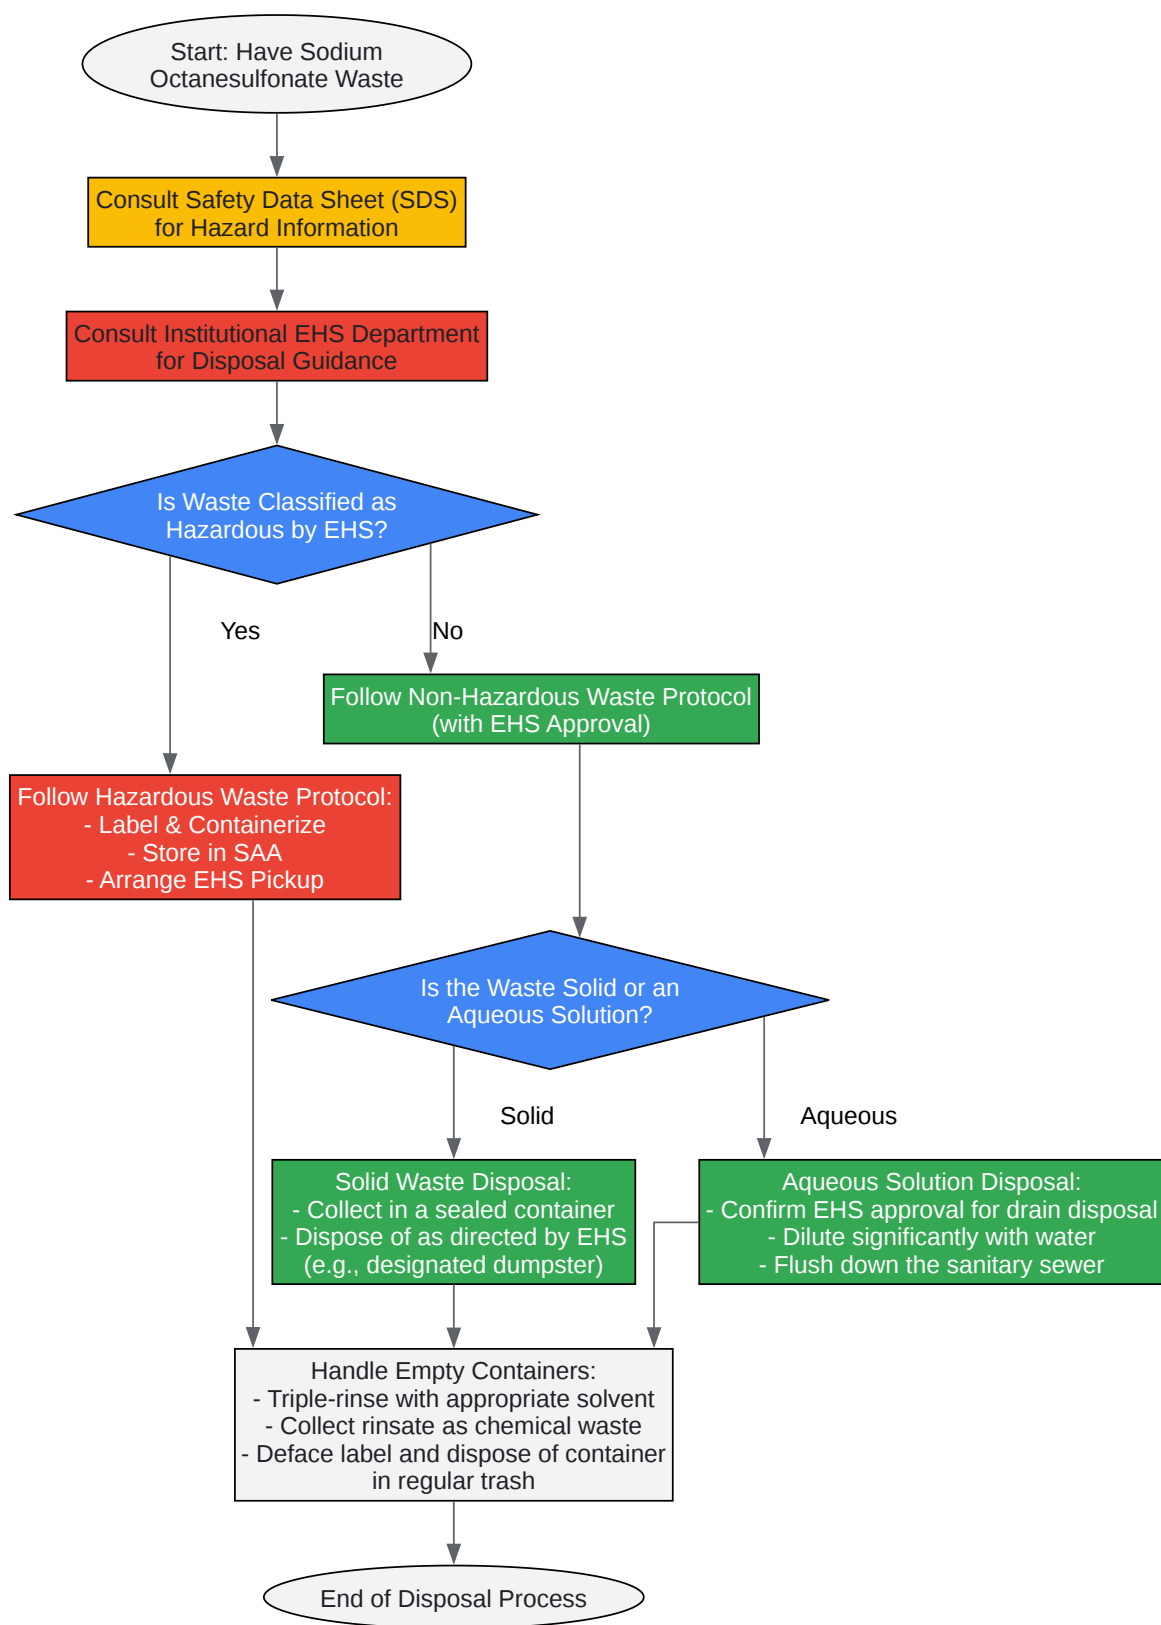 Start: Have Sodium
Octanesulfonate Waste
Consult Safety Data Sheet (SDS)
for Hazard Information
Consult Institutional EHS Department
for Disposal Guidance
Is Waste Classified as
Hazardous by EHS?
Yes
No
Follow Non-Hazardous Waste Protocol
(with EHS Approval)
Follow Hazardous Waste Protocol:
- Label & Containerize
- Store in SAA
- Arrange EHS Pickup
Is the Waste Solid or an
Aqueous Solution?
Solid
Aqueous
Solid Waste Disposal:
- Collect in a sealed container
- Dispose of as directed by EHS
(e.g., designated dumpster)
Aqueous Solution Disposal:
- Confirm EHS approval for drain disposal
- Dilute significantly with water
- Flush down the sanitary sewer
Handle Empty Containers:
- Triple-rinse with appropriate solvent
- Collect rinsate as chemical waste
- Deface label and dispose of container
in regular trash
End of Disposal Process